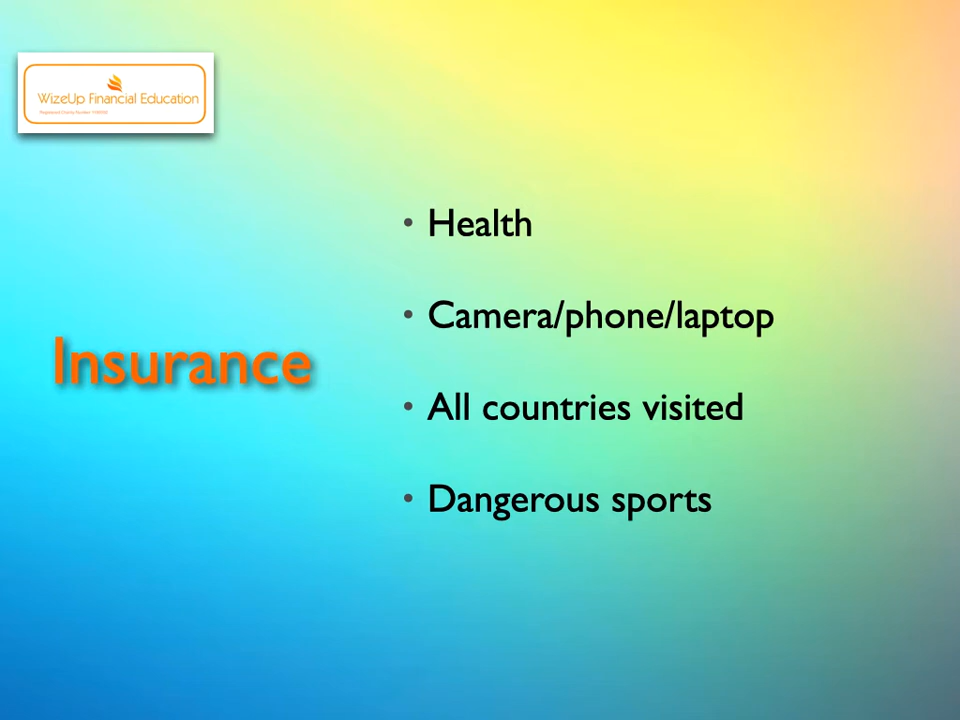 WizeUp Financial Education
Insurance
• Health
• Camera/phone/laptop
• All countries visited
• Dangerous sports